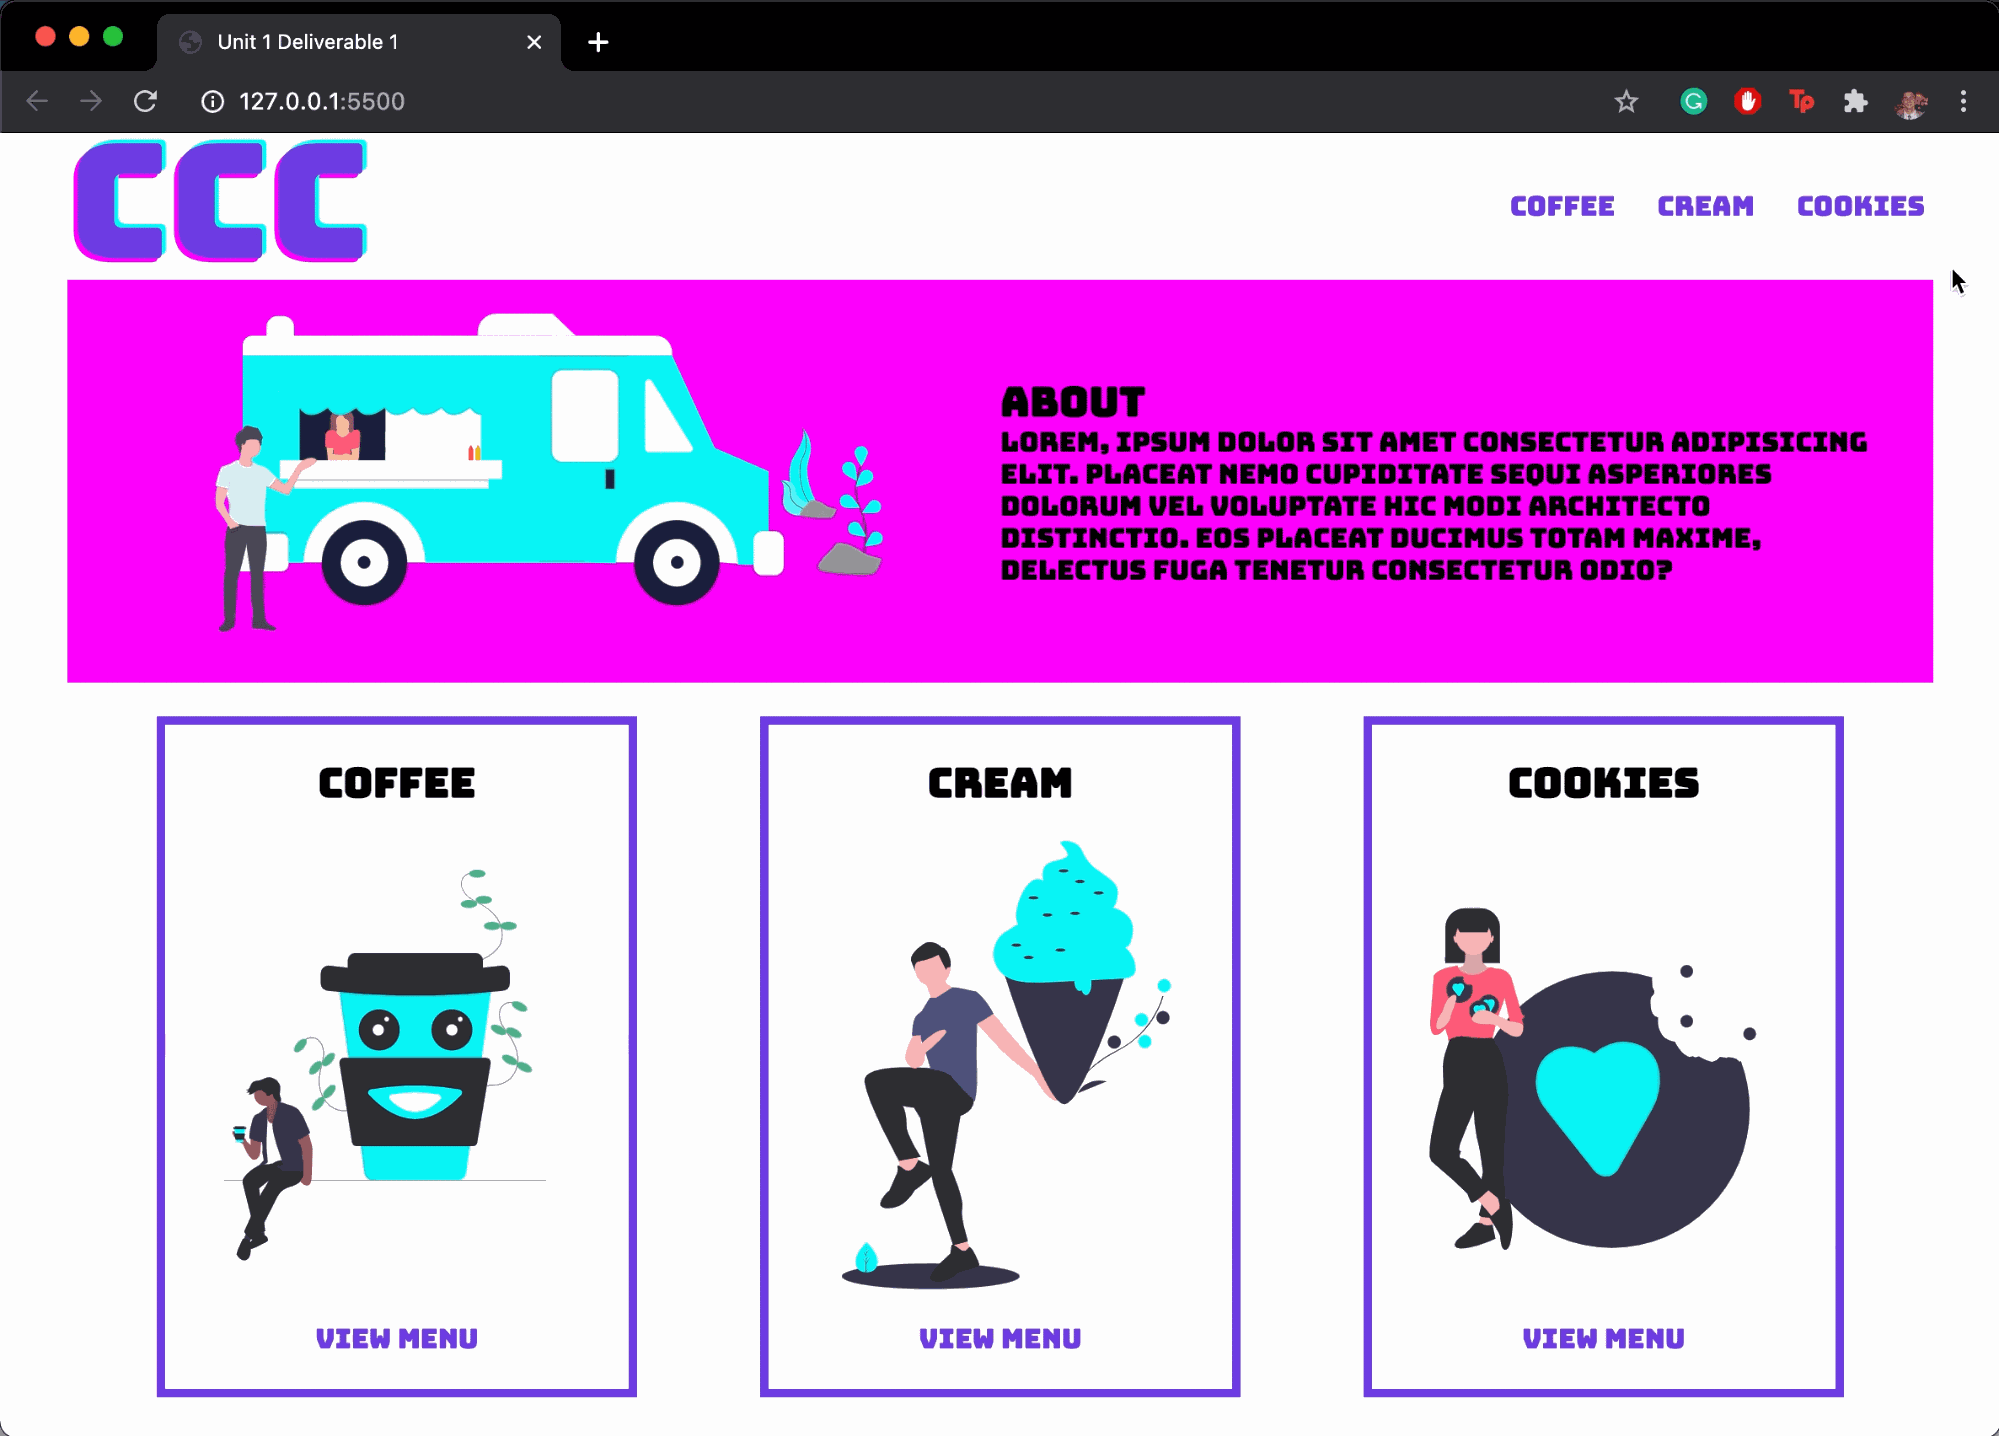 Unit 1 Deliverable 1
127.0.0.1:5500
CCC
COFFEE CREAM COOKIES
ABOUT
LOREM, IPSUM DOLOR SIT AMET CONSECTETUR ADIPISICING
ELIT. PLACEAT NEMO CUPIDITATE SEQUI ASPERIORES
DOLORUM VEL VOLUPTATE HIC MODI ARCHITECTO
DISTINCTIO. EOS PLACEAT DUCIMUS TOTAM MAXIME,
DELECTUS FUGA TENETUR CONSECTETUR ODIO?
COFFEE
CREAM
COOKIES
VIEW MENU
VIEW MENU
VIEW MENU